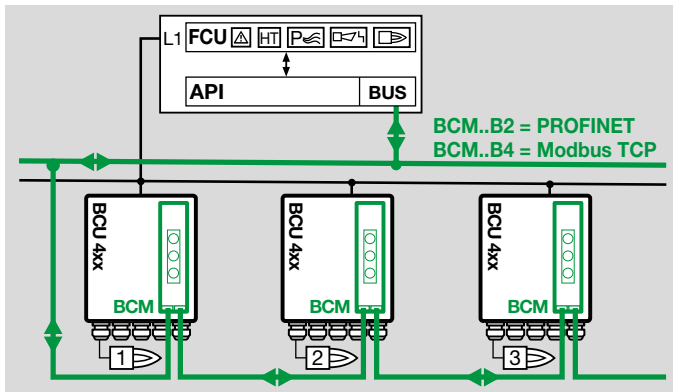 L1 FCU HT P
API BUS
BCM..B2 = PROFINET
BCM..B4 = Modbus TCP
BCU 4xx BCU 4xx BCU 4xx
BCM BCM BCM
1 2 3